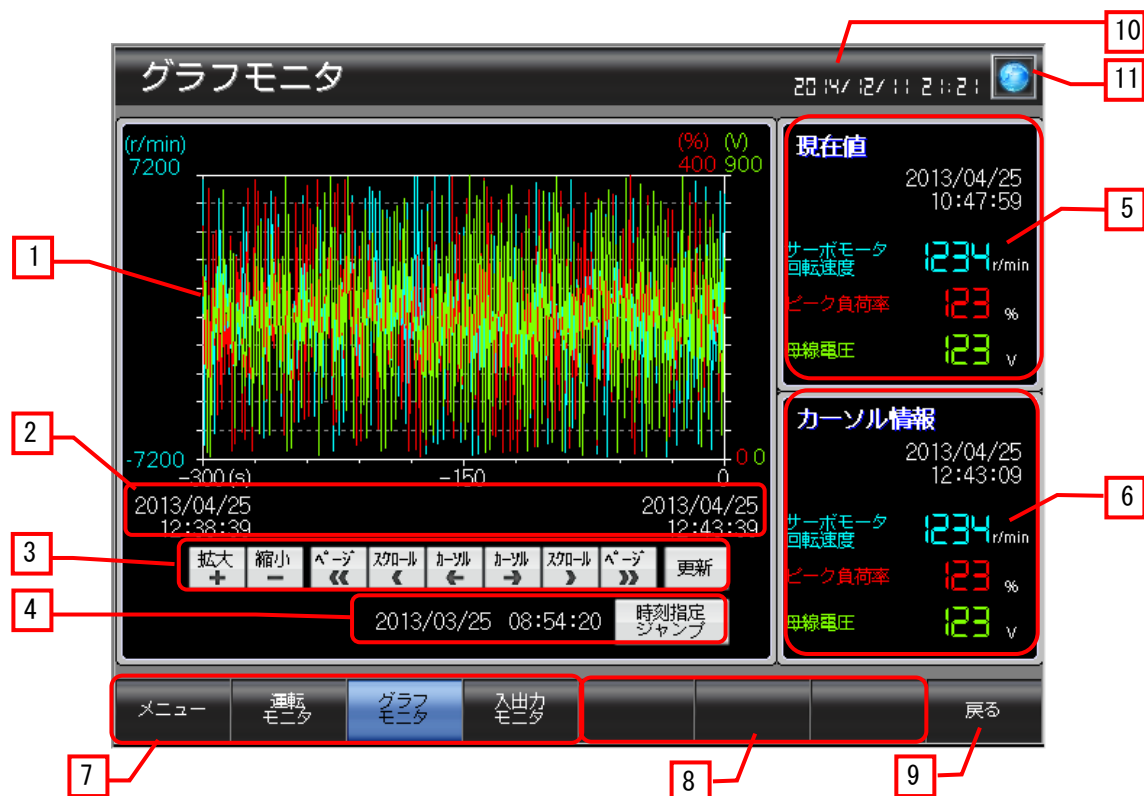 10
グラフモニタ
2014/12/11 21:21
11
(r/min)
7200
(%) (V)
400 900
現在値
2013/04/25
10:47:59
5
1
サーボモータ
回転速度
1234 r/min
ピーク負荷率
123 %
母線電圧
123 V
2
-7200
0 0
-300(s) -150 0
2013/04/25
12:38:39
2013/04/25
12:43:39
カーソル情報
2013/04/25
12:43:09
6
サーボモータ
回転速度
1234 r/min
ピーク負荷率
123 %
母線電圧
123 V
3
拡大
+
縮小
-
ページ
«
スクロール
‹
カーソル
←
カーソル
→
スクロール
›
ページ
»
更新
4
2013/03/25 08:54:20
時刻指定
ジャンプ
メニュー
運転
モニタ
グラフ
モニタ
入出力
モニタ
戻る
7
8
9